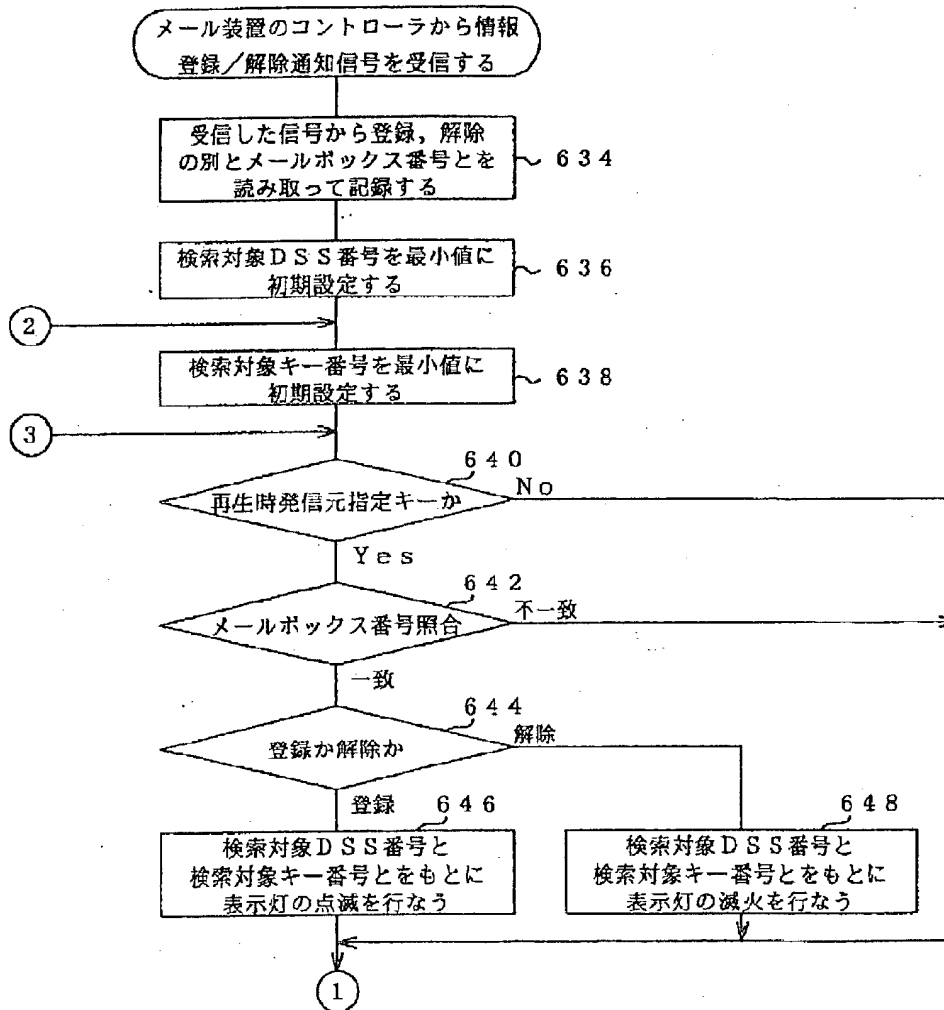 メール装置のコントローラから情報
登録／解除通知信号を受信する
受信した信号から登録，解除
の別とメールボックス番号とを
読み取って記録する
634
検索対象DSS番号を最小値に
初期設定する
636
2
検索対象キー番号を最小値に
初期設定する
638
3
640
再生時発信元指定キーか
No
Yes
642
メールボックス番号照合
不一致
一致
644
登録か解除か
解除
登録
646
検索対象DSS番号と
検索対象キー番号とをもとに
表示灯の点滅を行なう
648
検索対象DSS番号と
検索対象キー番号とをもとに
表示灯の滅火を行なう
1